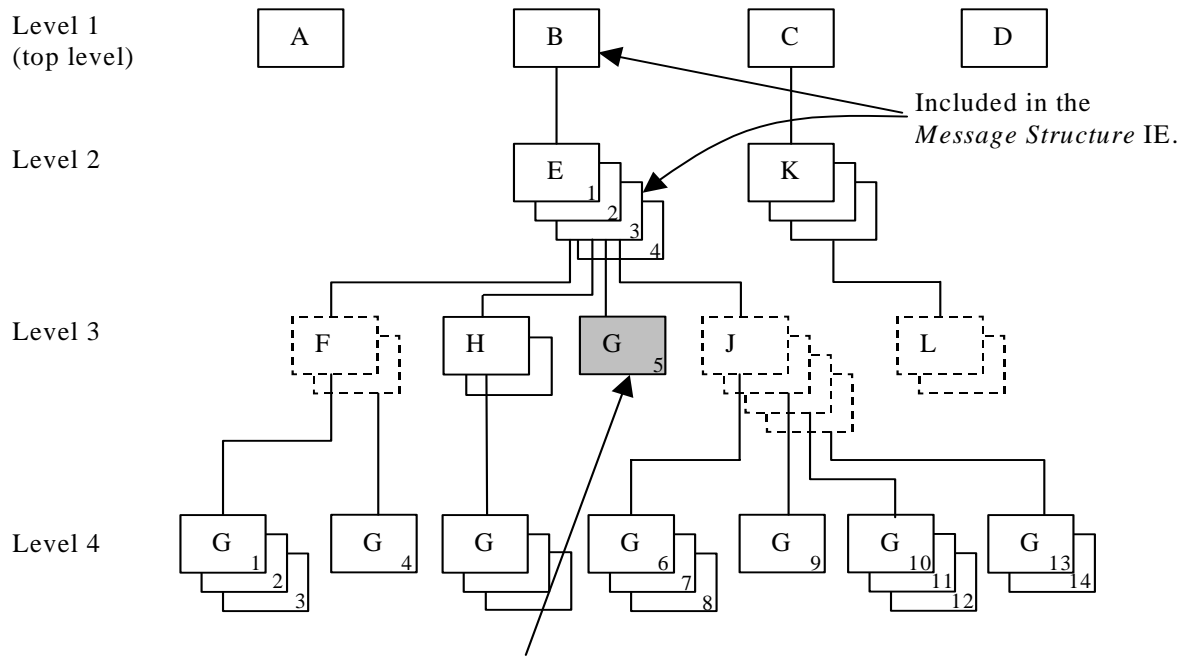 Level 1
(top level)
A
B
C
D
Included in the
Message Structure IE.
Level 2
E
1
2
3
4
K
Level 3
F
H
G
5
J
L
Level 4
G
1
2
3
G
4
G
G
6
7
8
G
9
G
10
11
12
G
13
14